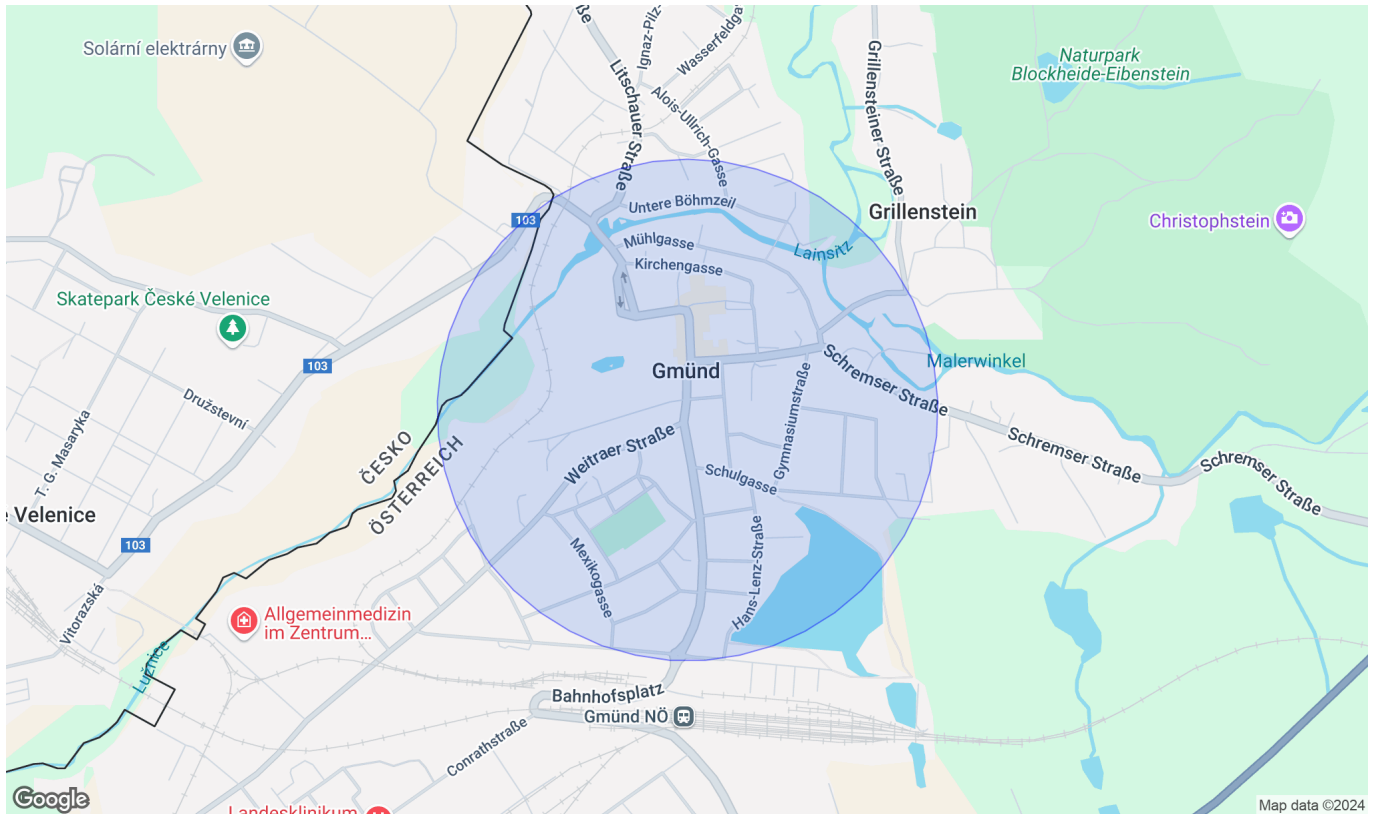 ße
Ignaz-Pilz-
Wasserfeldga
Solární elektrárny
Litschauer Straße
Alois-Ullrich-Gasse
Grillensteiner Straße
Naturpark
Blockheide-Eibenstein
103
Untere Böhmzeil
Grillenstein
Christophstein
Mühlgasse
Lainsitz
Kirchengasse
Skatepark České Velenice
103
Gmünd
Schremser Straße
Malerwinkel
Družstevní
T. G. Masaryka
ČESKO
ÖSTERREICH
Weitraer Straße
Gymnasiumstraße
Schulgasse
Schremser Straße
Schremser Straße
Velenice
103
Mexikogasse
Hans-Lenz-Straße
Vitorazská
Allgemeinmedizin
im Zentrum...
Lužnice
Bahnhofsplatz
Gmünd NÖ
Conrathstraße
Landesklinikum
Google
Map data ©2024